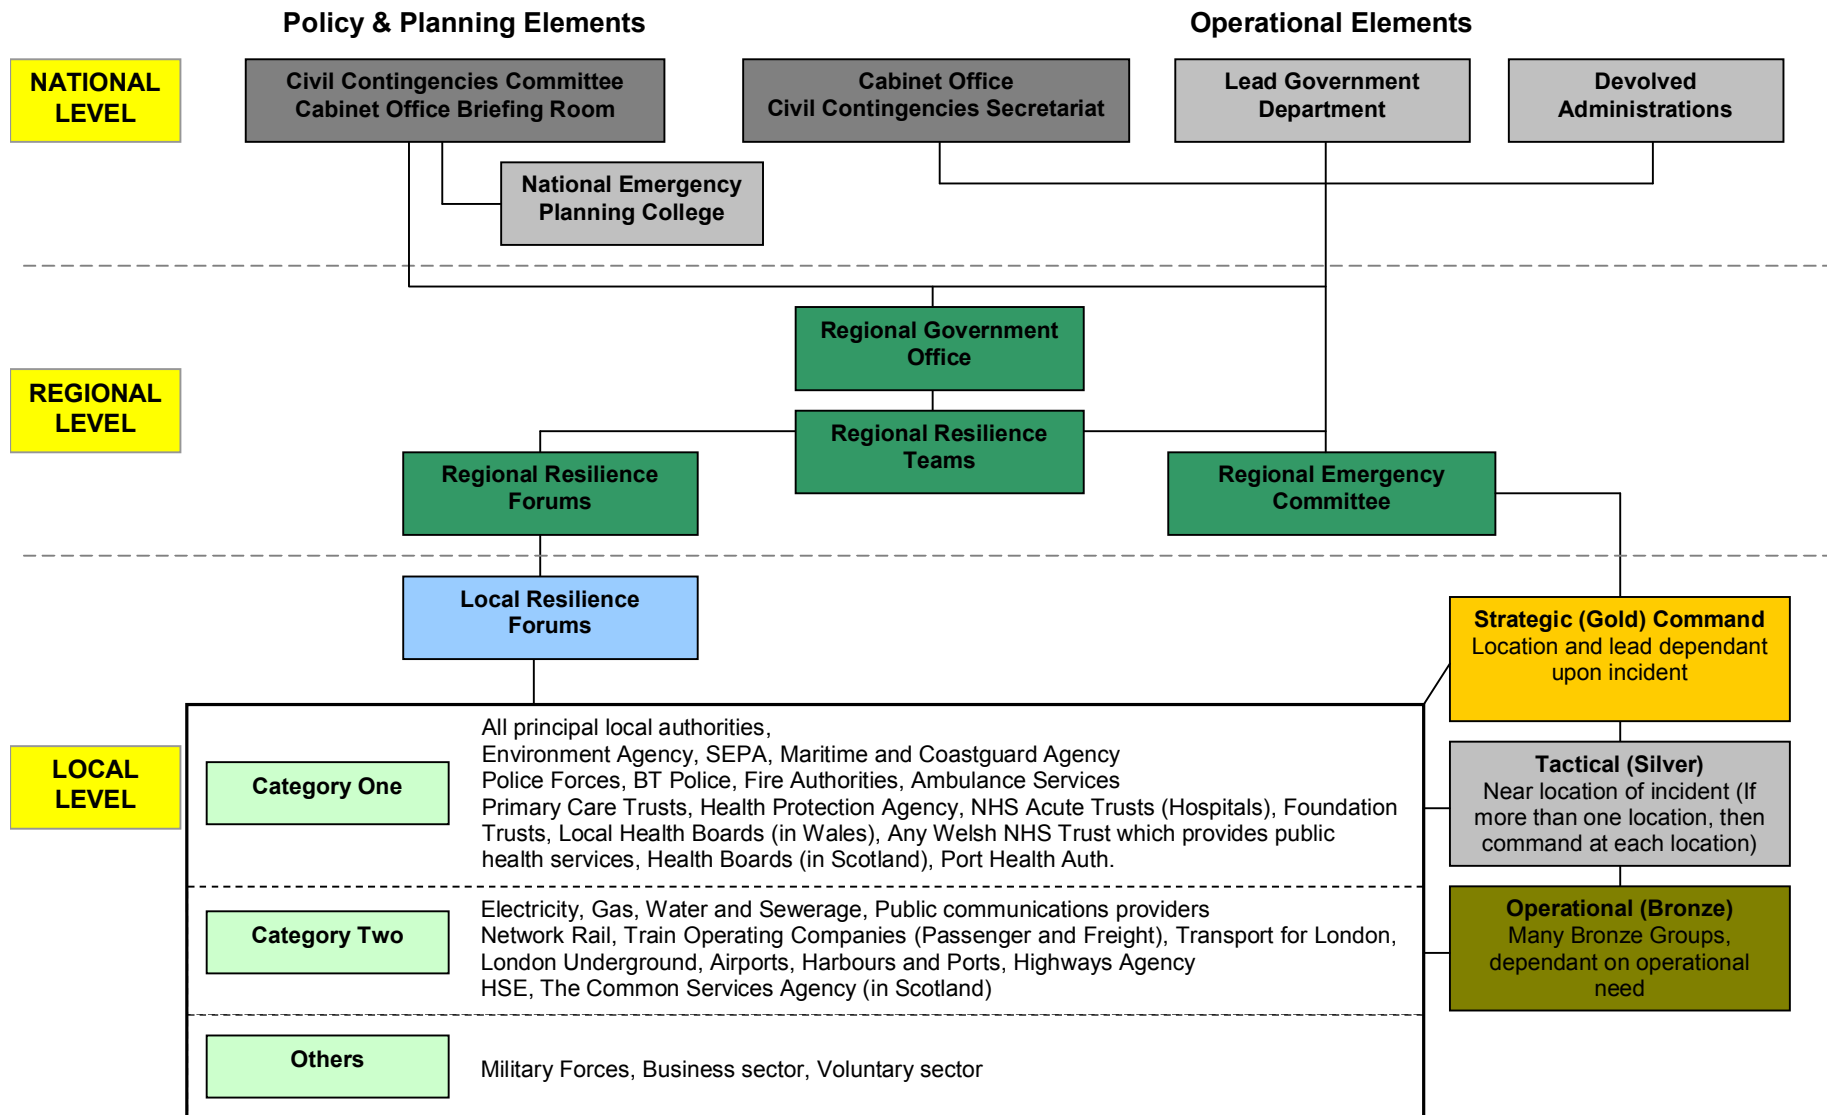 Policy & Planning Elements
Operational Elements
NATIONAL
LEVEL
Civil Contingencies Committee
Cabinet Office Briefing Room
Cabinet Office
Civil Contingencies Secretariat
Lead Government
Department
Devolved
Administrations
National Emergency
Planning College
REGIONAL
LEVEL
Regional Government
Office
Regional Resilience
Teams
Regional Resilience
Forums
Regional Emergency
Committee
Local Resilience
Forums
Strategic (Gold) Command
Location and lead dependant
upon incident
LOCAL
LEVEL
Category One
All principal local authorities,
Environment Agency, SEPA, Maritime and Coastguard Agency
Police Forces, BT Police, Fire Authorities, Ambulance Services
Primary Care Trusts, Health Protection Agency, NHS Acute Trusts (Hospitals), Foundation
Trusts, Local Health Boards (in Wales), Any Welsh NHS Trust which provides public
health services, Health Boards (in Scotland), Port Health Auth.
Tactical (Silver)
Near location of incident (If
more than one location, then
command at each location)
Category Two
Electricity, Gas, Water and Sewerage, Public communications providers
Network Rail, Train Operating Companies (Passenger and Freight), Transport for London,
London Underground, Airports, Harbours and Ports, Highways Agency
HSE, The Common Services Agency (in Scotland)
Operational (Bronze)
Many Bronze Groups,
dependant on operational
need
Others
Military Forces, Business sector, Voluntary sector